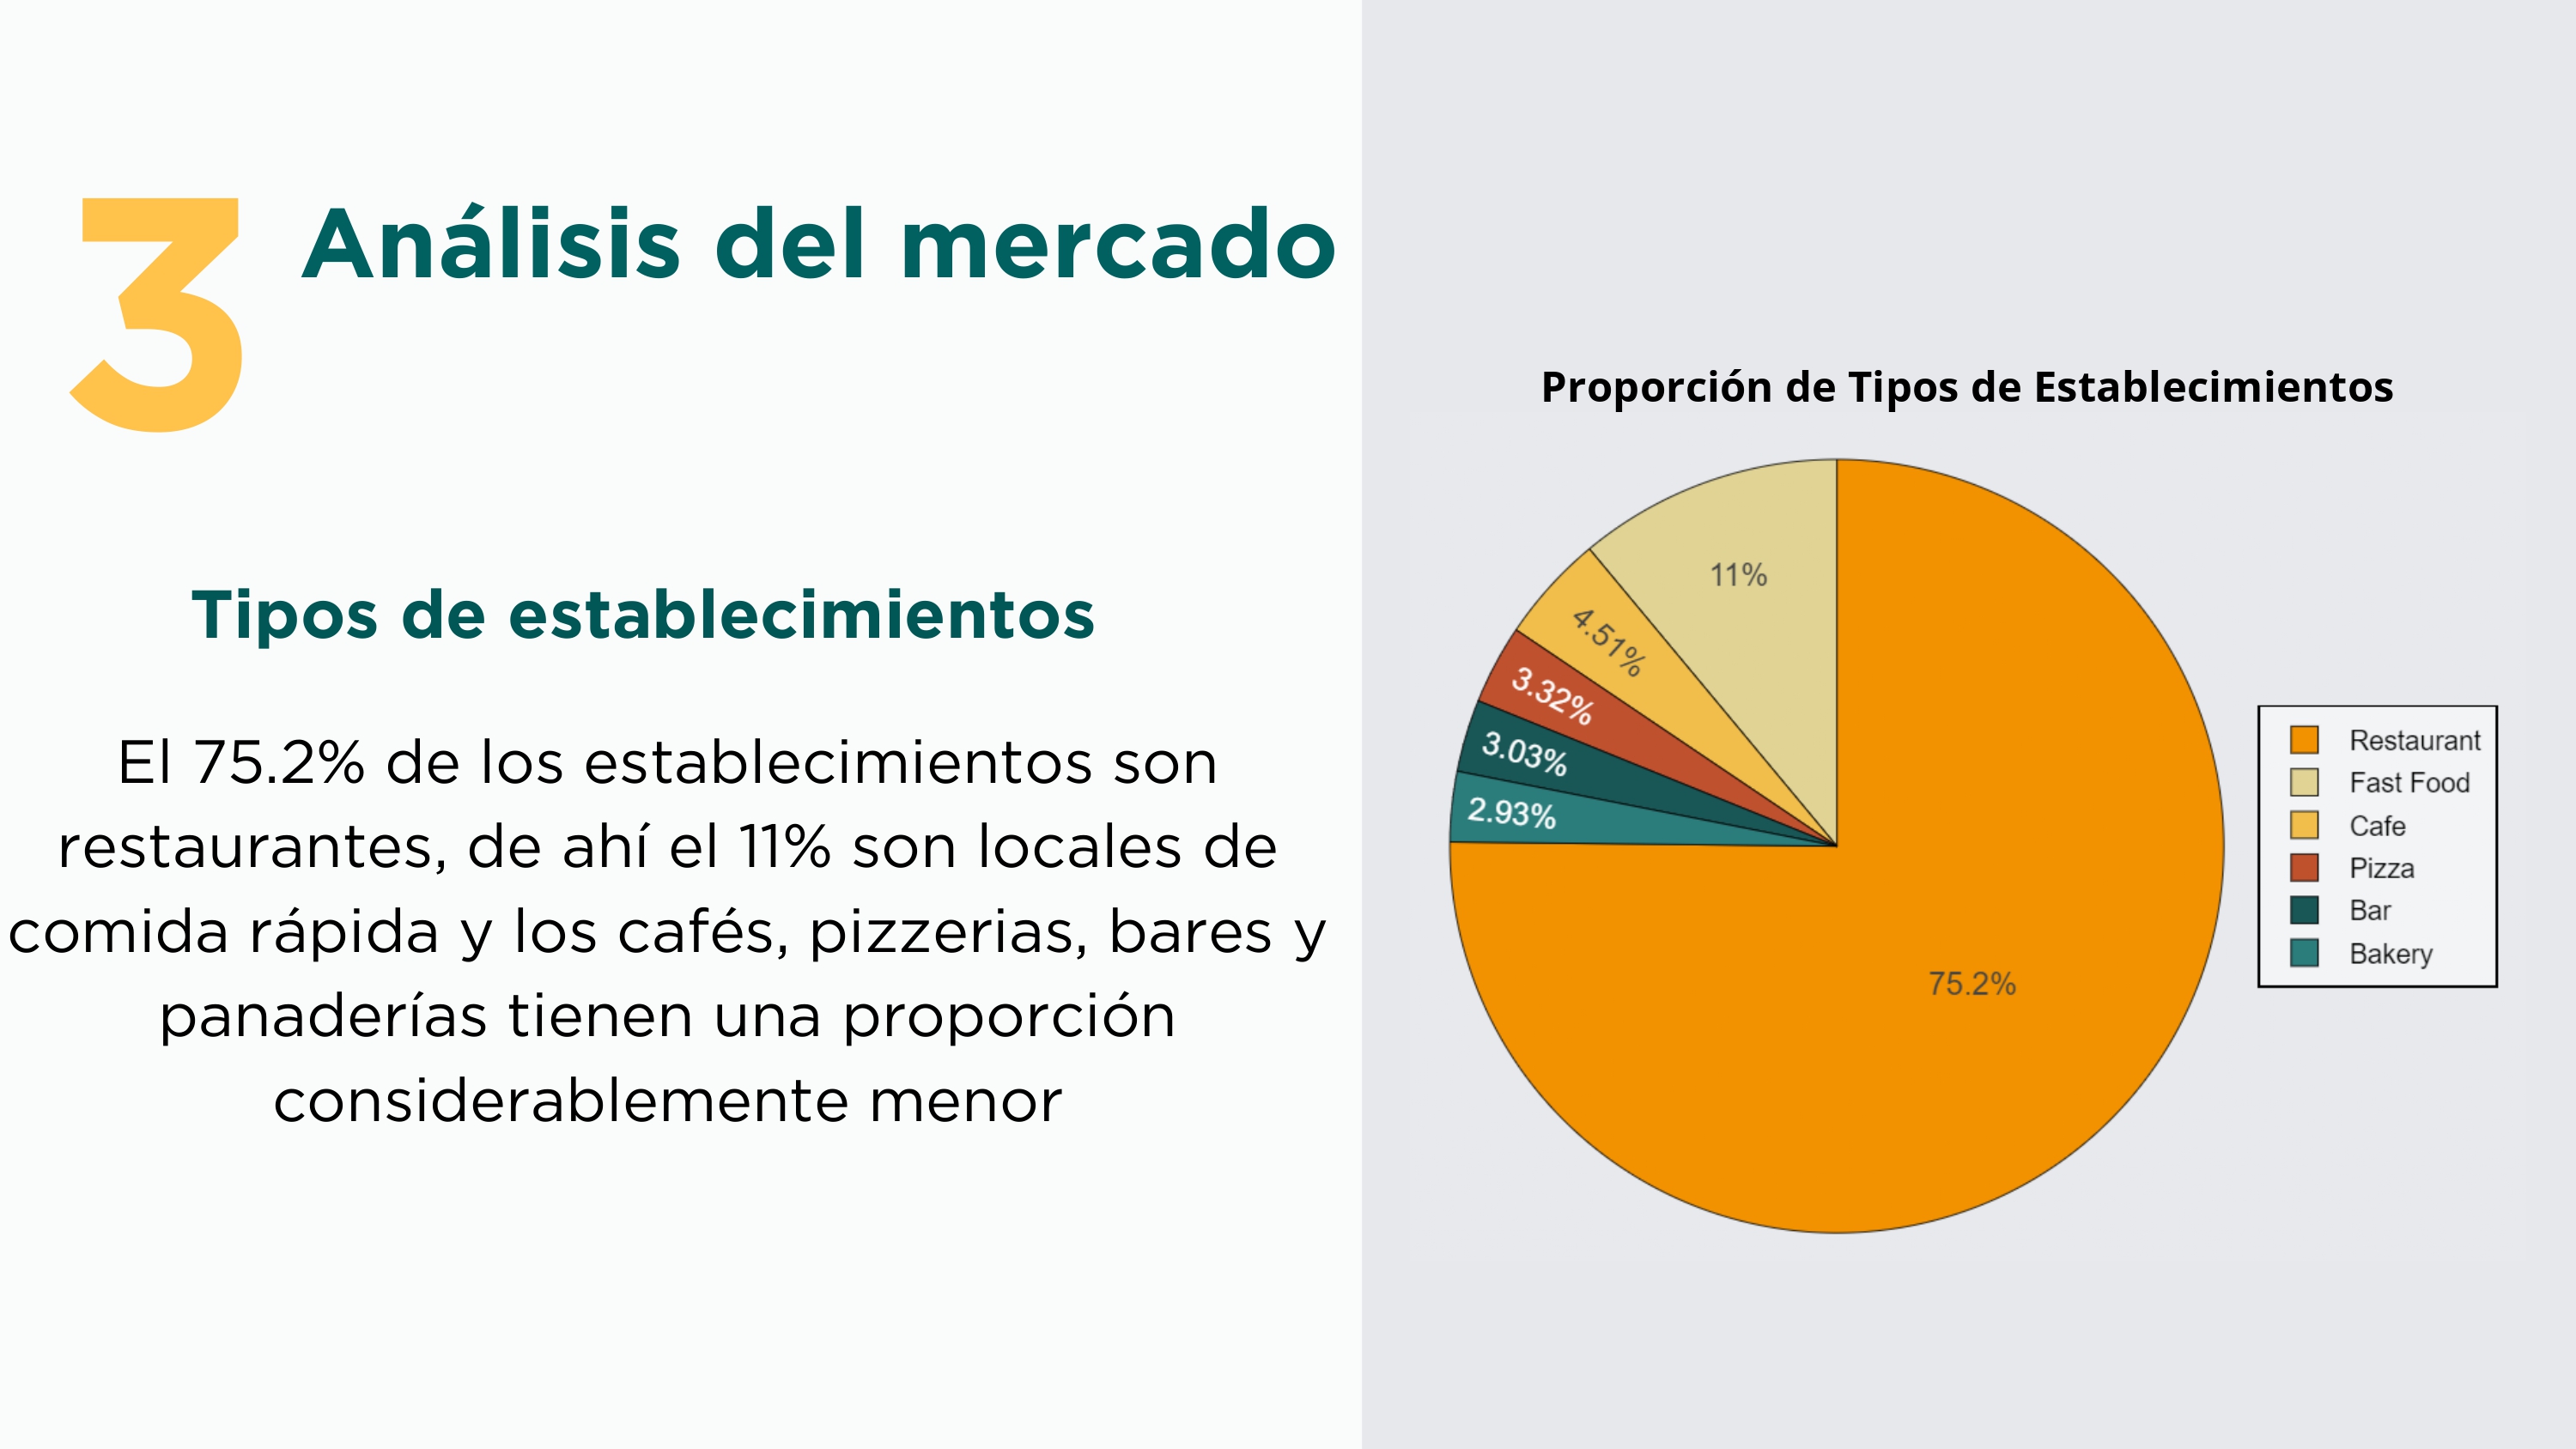 3
Análisis del mercado
Tipos de establecimientos
El 75.2% de los establecimientos son
restaurantes, de ahí el 11% son locales de
comida rápida y los cafés, pizzerias, bares y
panaderías tienen una proporción
considerablemente menor
Proporción de Tipos de Establecimientos
11%
4.51%
3.32%
3.03%
2.93%
75.2%
Restaurant
Fast Food
Cafe
Pizza
Bar
Bakery